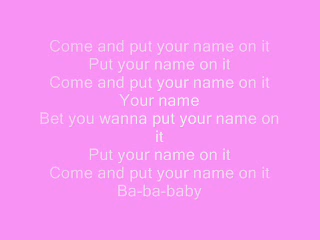 Come and put your name on it
Put your name on it
Come and put your name on it
Your name
Bet you wanna put your name on
it
Put your name on it
Come and put your name on it
Ba-ba-baby